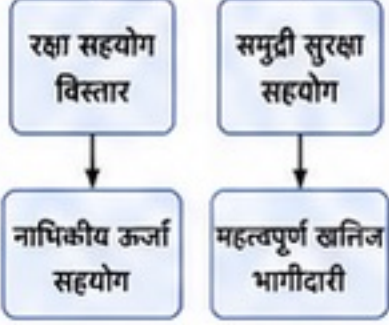 रक्षा सहयोग
विस्तार
समुद्री सुरक्षा
सहयोग
नाभिकीय ऊर्जा
सहयोग
महत्वपूर्ण खनिज
भागीदारी